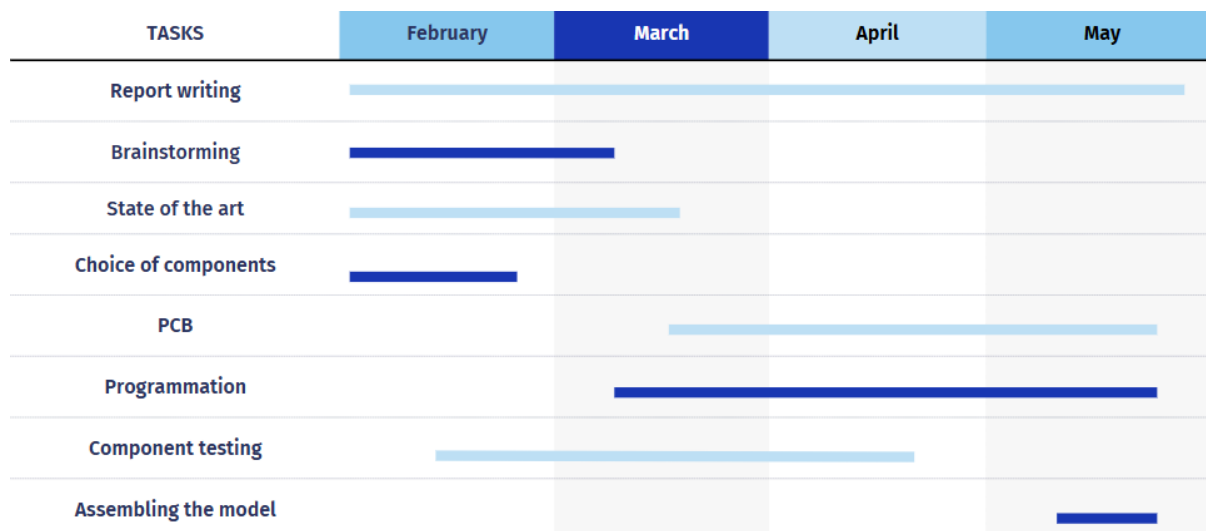 TASKS February March April May
Report writing
Brainstorming
State of the art
Choice of components
PCB
Programmation
Component testing
Assembling the model